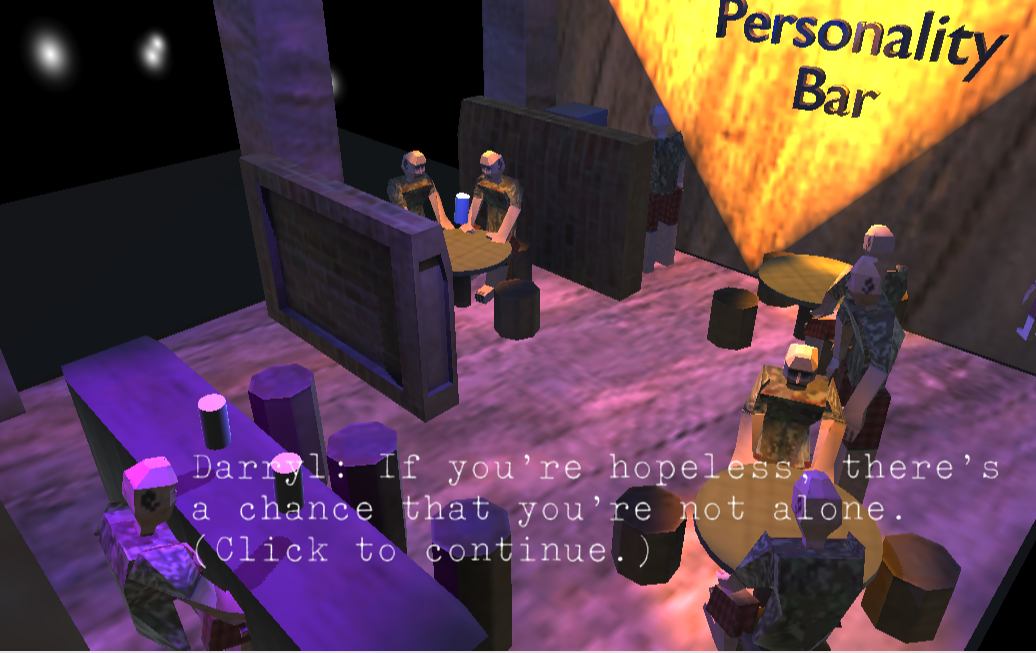 Personality
Bar
Darryl: If you're hopeless, there's
a chance that you're not alone.
(Click to continue.)